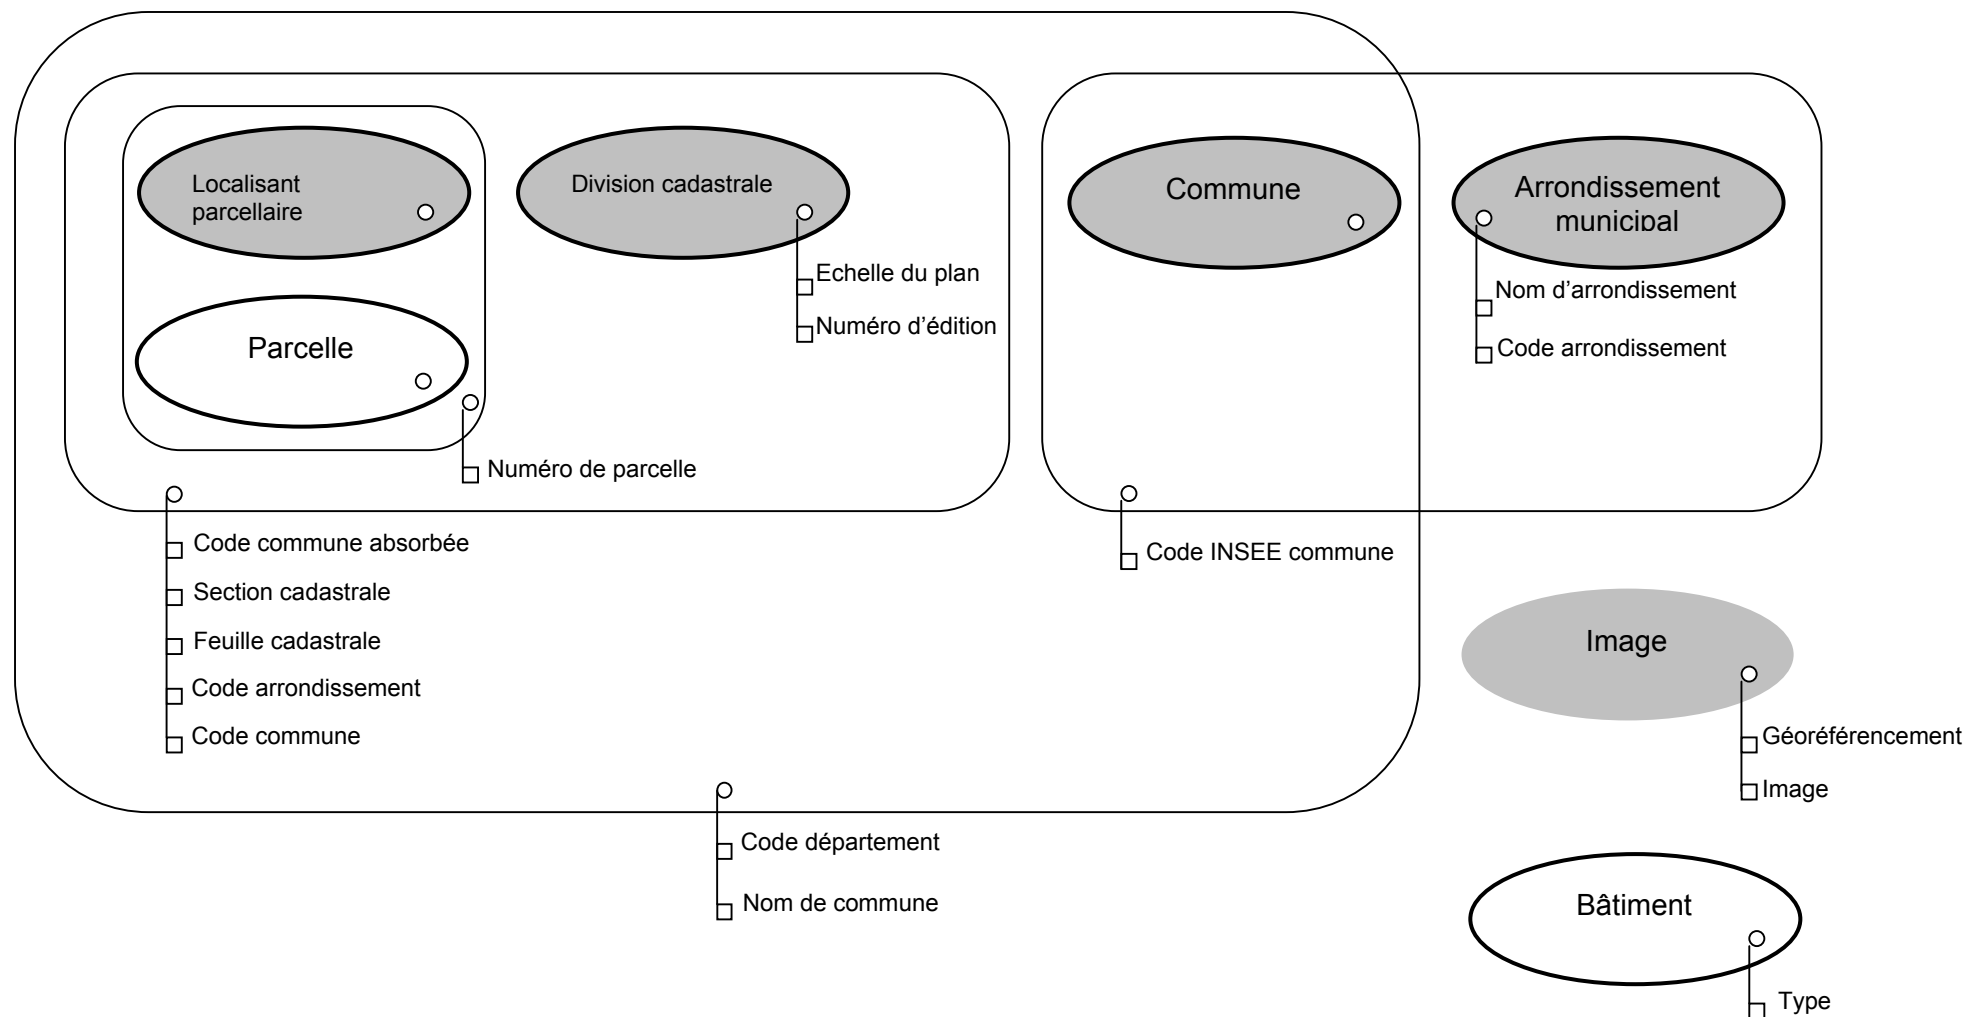 Localisant
parcellaire
Division cadastrale
Commune
Arrondissement
municipal
Echelle du plan
Numéro d'édition
Nom d'arrondissement
Code arrondissement
Parcelle
Numéro de parcelle
Code commune absorbée
Section cadastrale
Feuille cadastrale
Code arrondissement
Code commune
Code INSEE commune
Image
Géoréférencement
Image
Code département
Nom de commune
Bâtiment
Type